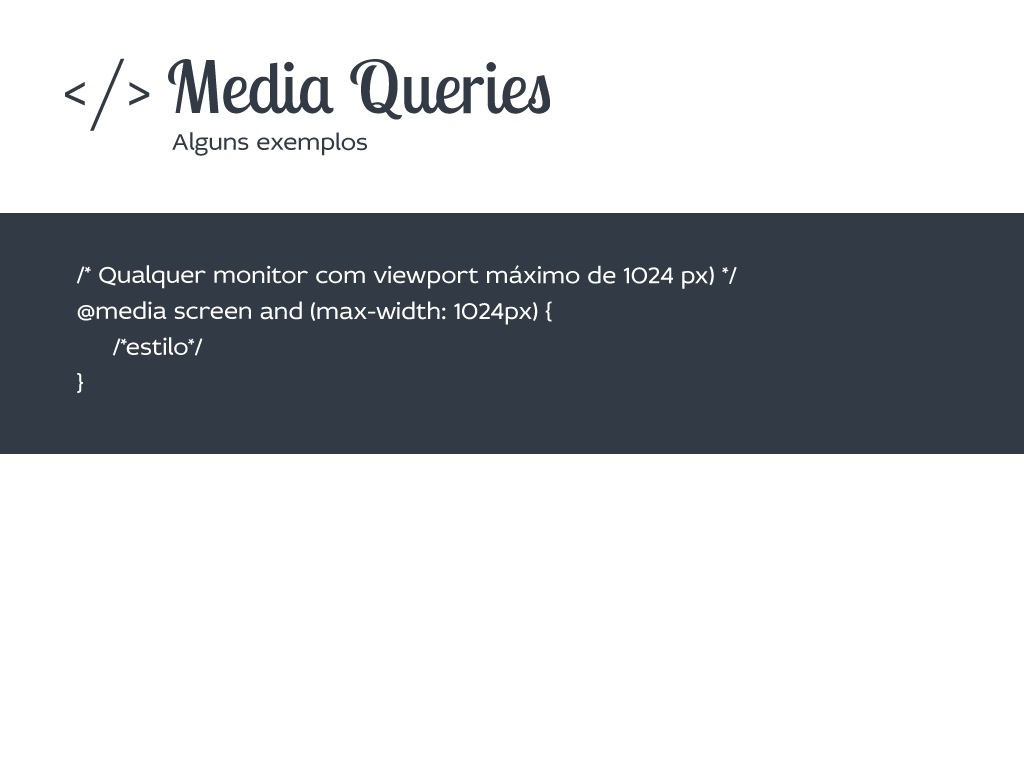 </> Media Queries
Alguns exemplos
/* Qualquer monitor com viewport máximo de 1024 px) */
@media screen and (max-width: 1024px) {
/*estilo*/
}